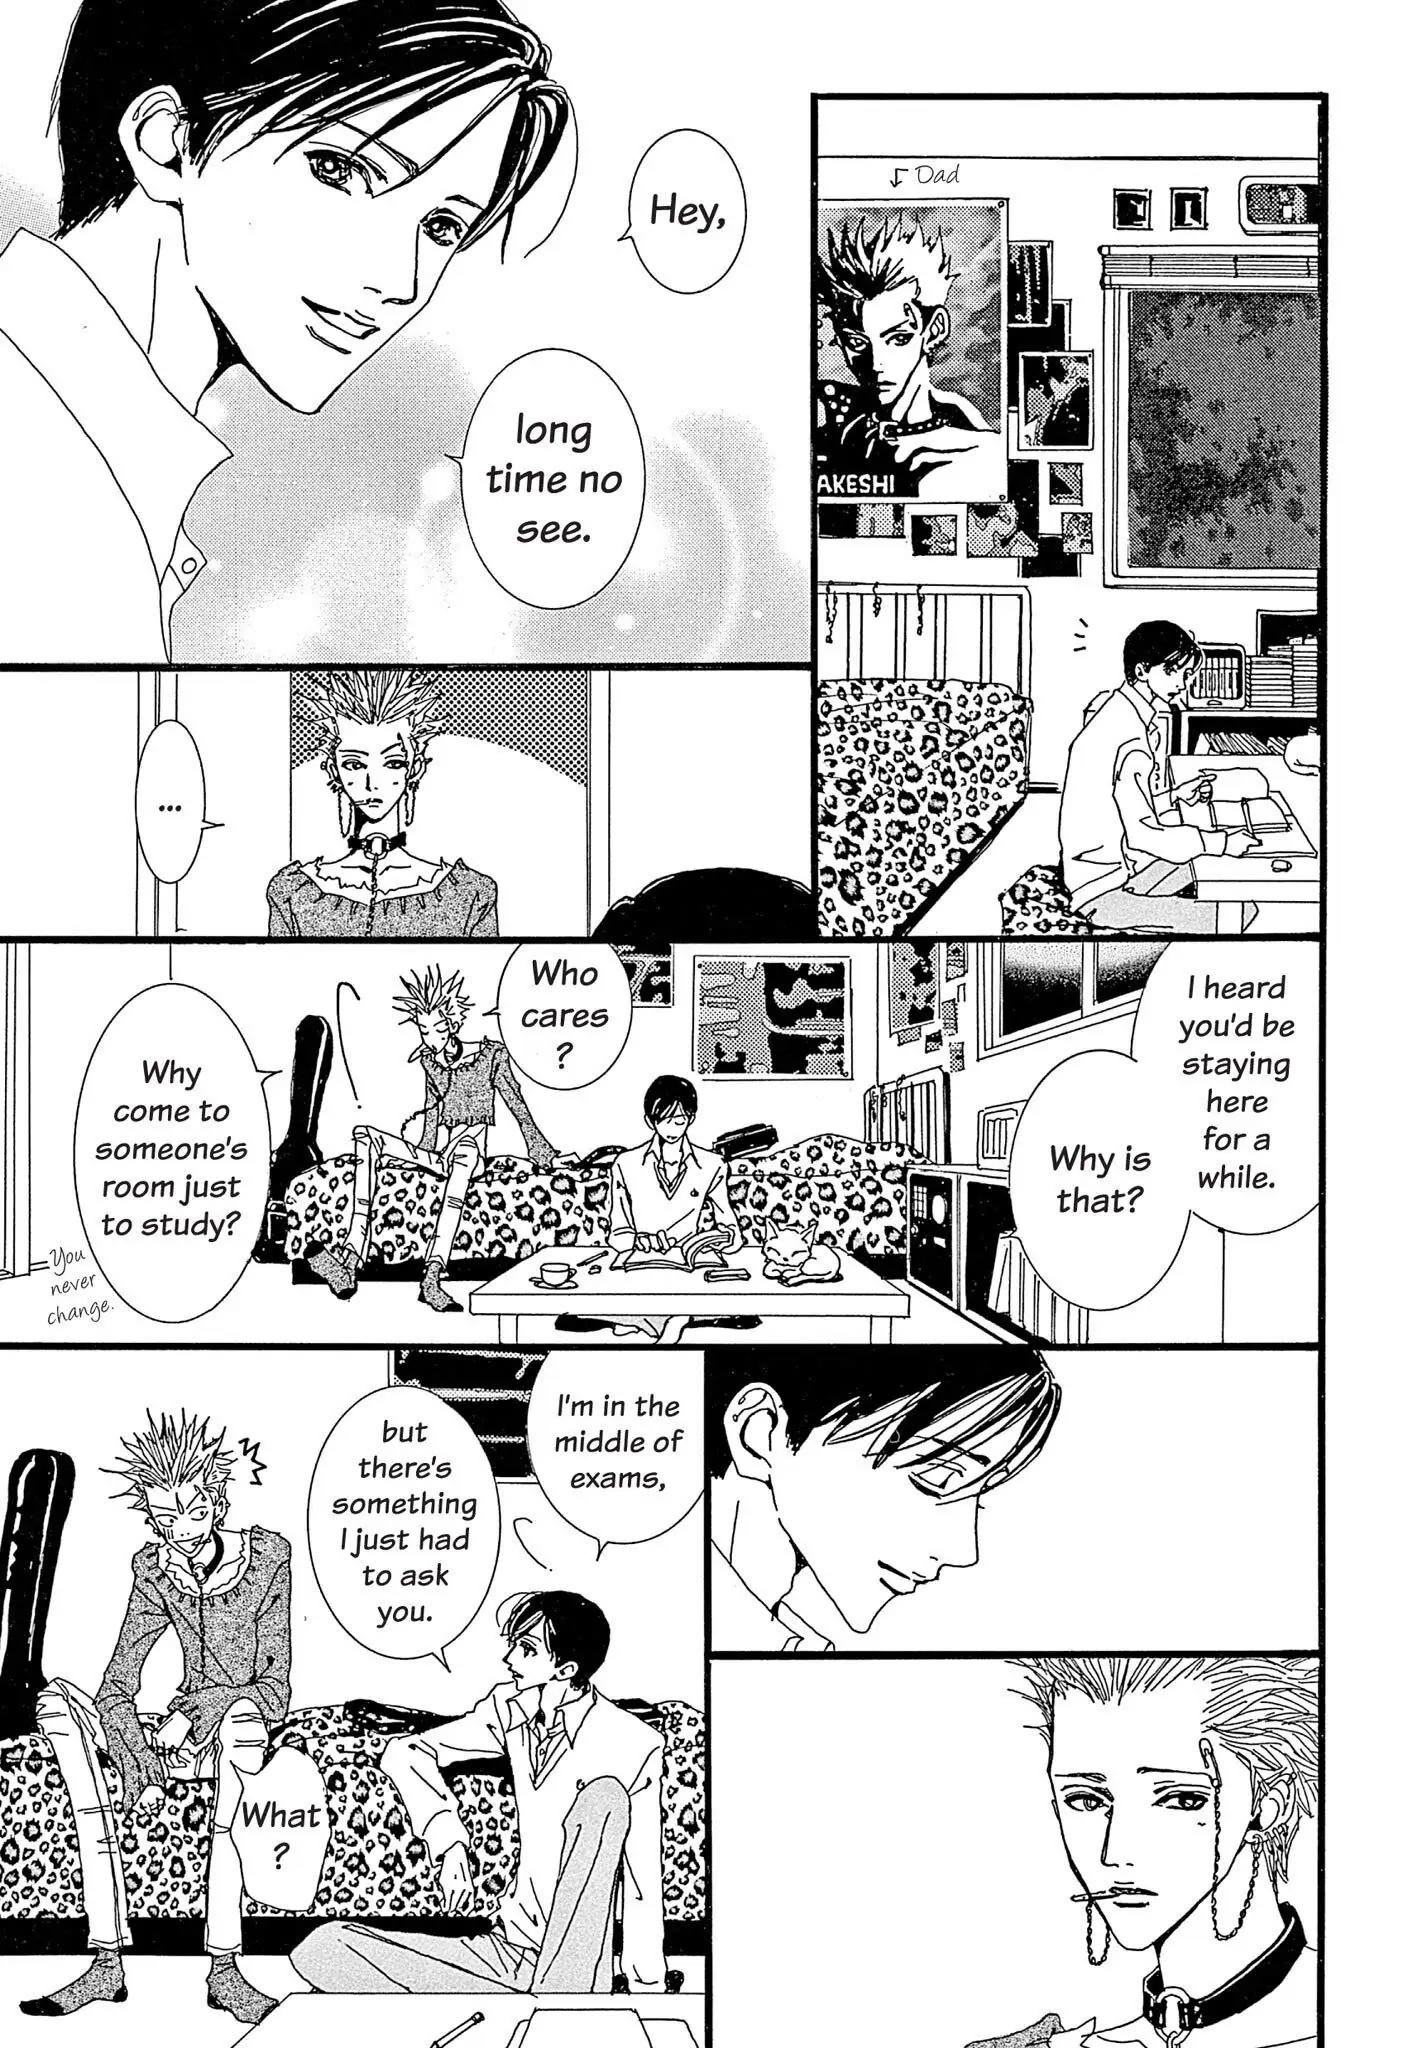 Dad
AKESHI
Hey,
long
time no
see.
...
I heard
you'd be
staying
here
for a
while.
Why is
that?
Who
cares
?
Why
come to
someone's
room just
to study?
You
never
change.
I'm in the
middle of
exams,
but
there's
something
I just had
to ask
you.
What
?